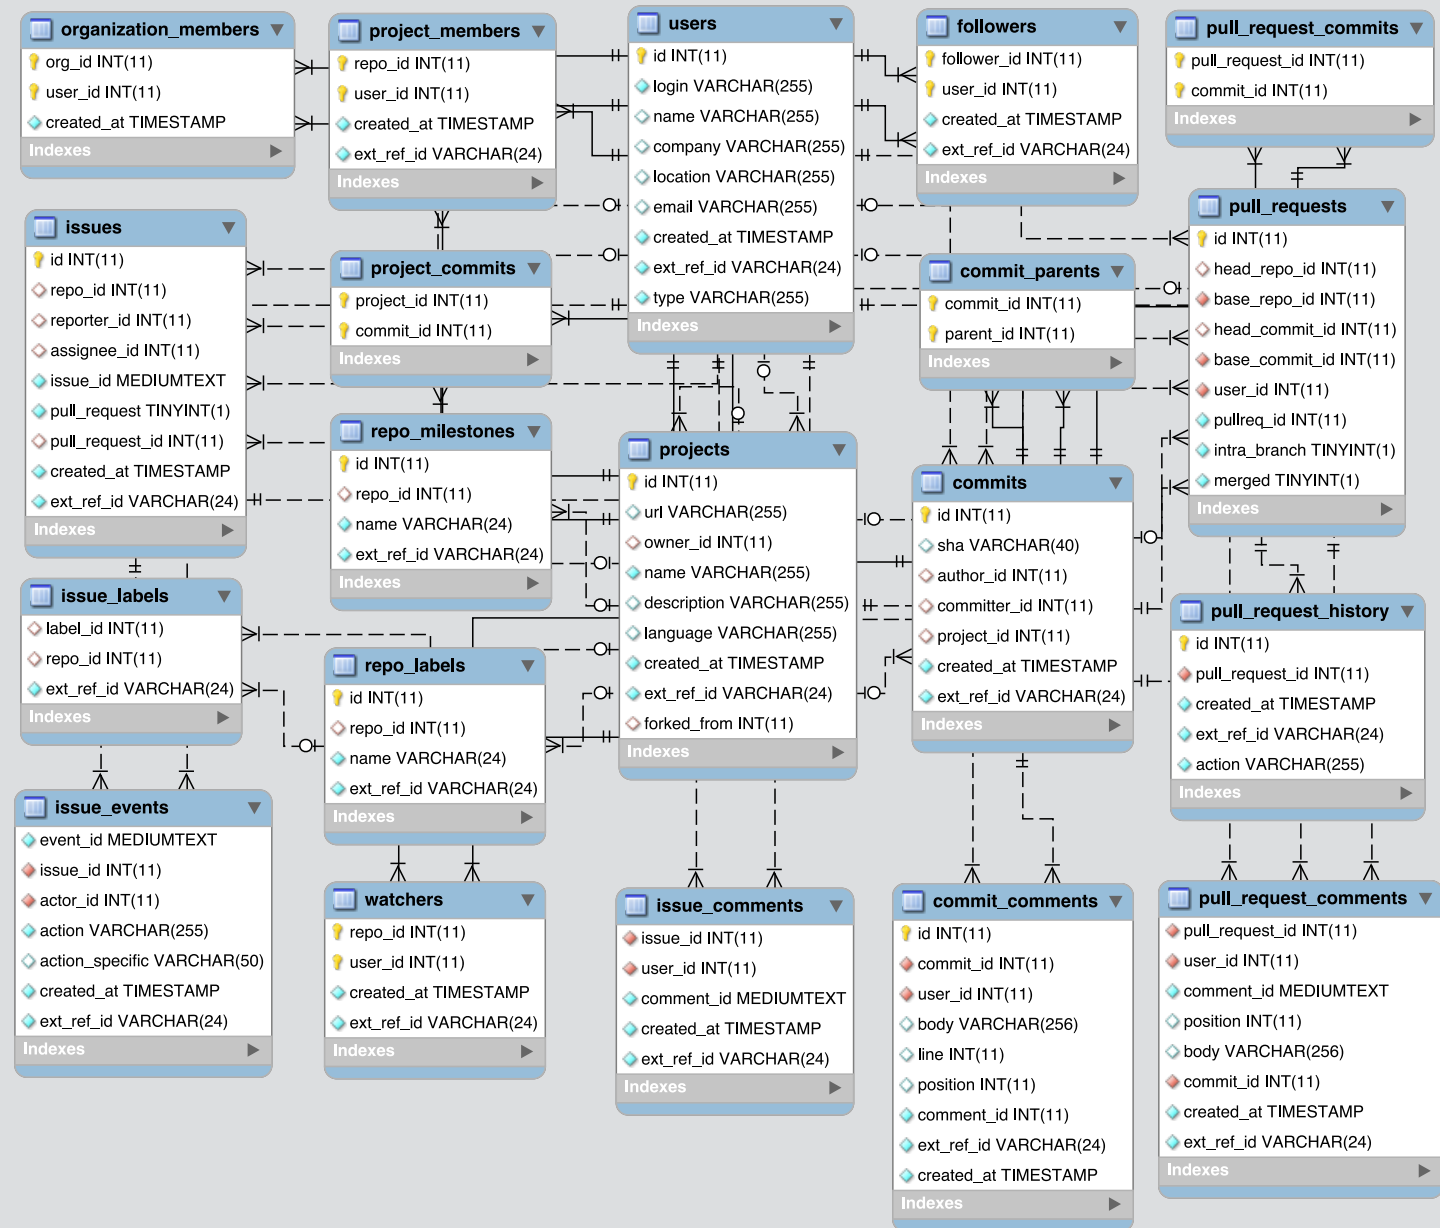 organization_members
org_id INT(11)
user_id INT(11)
created_at TIMESTAMP
Indexes
project_members
repo_id INT(11)
user_id INT(11)
created_at TIMESTAMP
ext_ref_id VARCHAR(24)
Indexes
users
id INT(11)
login VARCHAR(255)
name VARCHAR(255)
company VARCHAR(255)
location VARCHAR(255)
email VARCHAR(255)
created_at TIMESTAMP
ext_ref_id VARCHAR(24)
type VARCHAR(255)
Indexes
followers
follower_id INT(11)
user_id INT(11)
created_at TIMESTAMP
ext_ref_id VARCHAR(24)
Indexes
pull_request_commits
pull_request_id INT(11)
commit_id INT(11)
Indexes
issues
id INT(11)
repo_id INT(11)
reporter_id INT(11)
assignee_id INT(11)
issue_id MEDIUMTEXT
pull_request TINYINT(1)
pull_request_id INT(11)
created_at TIMESTAMP
ext_ref_id VARCHAR(24)
Indexes
project_commits
project_id INT(11)
commit_id INT(11)
Indexes
commit_parents
commit_id INT(11)
parent_id INT(11)
Indexes
pull_requests
id INT(11)
head_repo_id INT(11)
base_repo_id INT(11)
head_commit_id INT(11)
base_commit_id INT(11)
user_id INT(11)
pullreq_id INT(11)
intra_branch TINYINT(1)
merged TINYINT(1)
Indexes
repo_milestones
id INT(11)
repo_id INT(11)
name VARCHAR(24)
ext_ref_id VARCHAR(24)
Indexes
projects
id INT(11)
url VARCHAR(255)
owner_id INT(11)
name VARCHAR(255)
description VARCHAR(255)
language VARCHAR(255)
created_at TIMESTAMP
ext_ref_id VARCHAR(24)
forked_from INT(11)
Indexes
commits
id INT(11)
sha VARCHAR(40)
author_id INT(11)
committer_id INT(11)
project_id INT(11)
created_at TIMESTAMP
ext_ref_id VARCHAR(24)
Indexes
issue_labels
label_id INT(11)
repo_id INT(11)
ext_ref_id VARCHAR(24)
Indexes
repo_labels
id INT(11)
repo_id INT(11)
name VARCHAR(24)
ext_ref_id VARCHAR(24)
Indexes
pull_request_history
id INT(11)
pull_request_id INT(11)
created_at TIMESTAMP
ext_ref_id VARCHAR(24)
action VARCHAR(255)
Indexes
issue_events
event_id MEDIUMTEXT
issue_id INT(11)
actor_id INT(11)
action VARCHAR(255)
action_specific VARCHAR(50)
created_at TIMESTAMP
ext_ref_id VARCHAR(24)
Indexes
watchers
repo_id INT(11)
user_id INT(11)
created_at TIMESTAMP
ext_ref_id VARCHAR(24)
Indexes
issue_comments
issue_id INT(11)
user_id INT(11)
comment_id MEDIUMTEXT
created_at TIMESTAMP
ext_ref_id VARCHAR(24)
Indexes
commit_comments
id INT(11)
commit_id INT(11)
user_id INT(11)
body VARCHAR(256)
line INT(11)
position INT(11)
comment_id INT(11)
ext_ref_id VARCHAR(24)
created_at TIMESTAMP
Indexes
pull_request_comments
pull_request_id INT(11)
user_id INT(11)
comment_id MEDIUMTEXT
position INT(11)
body VARCHAR(256)
commit_id INT(11)
created_at TIMESTAMP
ext_ref_id VARCHAR(24)
Indexes